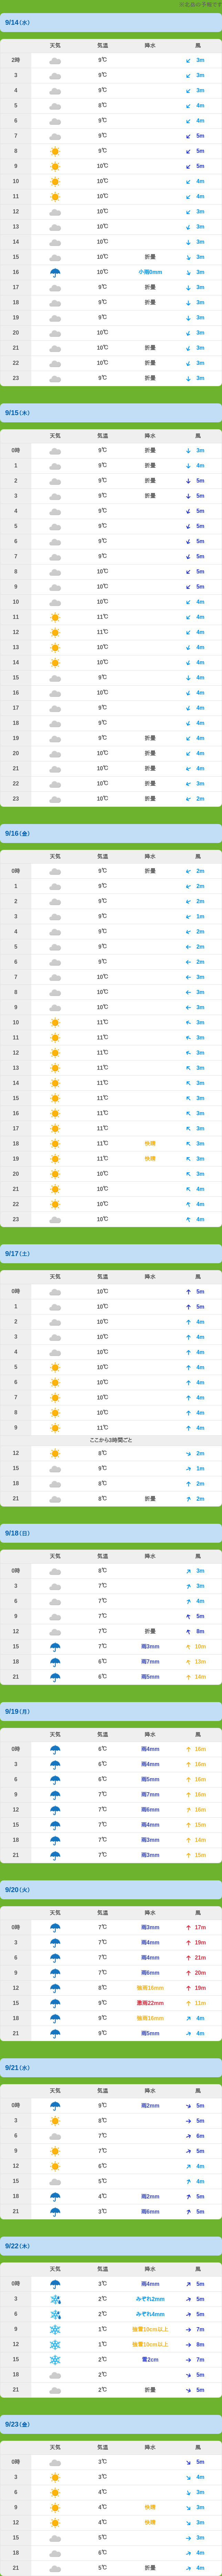 9/14（水）
天気 気温 降水 風
2時 9℃ 3m
3 9℃ 3m
4 9℃ 3m
5 8℃ 4m
6 9℃ 4m
7 9℃ 5m
8 9℃ 5m
9 10℃ 5m
10 10℃ 4m
11 10℃ 4m
12 10℃ 3m
13 10℃ 3m
14 10℃ 3m
15 10℃ 折曇 3m
16 10℃ 小雨0mm 3m
17 9℃ 折曇 3m
18 9℃ 折曇 3m
19 9℃ 3m
20 10℃ 3m
21 10℃ 折曇 3m
22 10℃ 折曇 3m
23 9℃ 折曇 3m
9/15（木）
天気 気温 降水 風
0時 9℃ 折曇 3m
1 9℃ 折曇 4m
2 9℃ 折曇 5m
3 9℃ 折曇 5m
4 9℃ 5m
5 9℃ 5m
6 9℃ 5m
7 9℃ 5m
8 10℃ 5m
9 10℃ 5m
10 10℃ 4m
11 11℃ 4m
12 11℃ 4m
13 10℃ 4m
14 10℃ 4m
15 9℃ 4m
16 10℃ 4m
17 9℃ 4m
18 9℃ 4m
19 9℃ 折曇 4m
20 10℃ 折曇 4m
21 10℃ 折曇 4m
22 10℃ 折曇 3m
23 10℃ 折曇 2m
9/16（金）
天気 気温 降水 風
0時 9℃ 折曇 2m
1 9℃ 2m
2 9℃ 2m
3 9℃ 1m
4 9℃ 2m
5 9℃ 2m
6 9℃ 2m
7 10℃ 3m
8 10℃ 3m
9 10℃ 3m
10 11℃ 3m
11 11℃ 3m
12 11℃ 3m
13 11℃ 3m
14 11℃ 3m
15 11℃ 3m
16 11℃ 3m
17 11℃ 3m
18 11℃ 快晴 3m
19 11℃ 快晴 3m
20 10℃ 3m
21 10℃ 4m
22 10℃ 4m
23 10℃ 4m
9/17（土）
天気 気温 降水 風
0時 10℃ 5m
1 10℃ 5m
2 10℃ 4m
3 10℃ 4m
4 10℃ 4m
5 10℃ 4m
6 10℃ 4m
7 10℃ 4m
8 10℃ 4m
9 11℃ 4m
ここから3時間ごと
12 8℃ 2m
15 9℃ 1m
18 8℃ 2m
21 8℃ 折曇 2m
9/18（日）
天気 気温 降水 風
0時 8℃ 3m
3 7℃ 3m
6 7℃ 4m
9 7℃ 5m
12 7℃ 折曇 8m
15 7℃ 雨3mm 10m
18 6℃ 雨7mm 13m
21 6℃ 雨5mm 14m
9/19（月）
天気 気温 降水 風
0時 6℃ 雨4mm 16m
3 6℃ 雨4mm 16m
6 6℃ 雨5mm 16m
9 7℃ 雨7mm 16m
12 7℃ 雨6mm 16m
15 7℃ 雨4mm 15m
18 7℃ 雨3mm 14m
21 7℃ 雨3mm 15m
9/20（火）
天気 気温 降水 風
0時 7℃ 雨3mm 17m
3 7℃ 雨4mm 19m
6 7℃ 雨4mm 21m
9 7℃ 雨6mm 20m
12 8℃ 強雨16mm 19m
15 9℃ 豪雨22mm 11m
18 9℃ 強雨16mm 4m
21 9℃ 雨5mm 4m
9/21（水）
天気 気温 降水 風
0時 9℃ 雨2mm 5m
3 8℃ 5m
6 7℃ 6m
9 7℃ 5m
12 6℃ 4m
15 5℃ 4m
18 4℃ 雨2mm 5m
21 3℃ 雨6mm 5m
9/22（木）
天気 気温 降水 風
0時 3℃ 雨4mm 5m
3 2℃ みぞれ2mm 5m
6 2℃ みぞれ4mm 5m
9 1℃ 強雪10cm以上 7m
12 1℃ 強雪10cm以上 8m
15 2℃ 雪2cm 7m
18 2℃ 5m
21 2℃ 折曇 5m
9/23（金）
天気 気温 降水 風
0時 3℃ 5m
3 3℃ 4m
6 4℃ 3m
9 4℃ 快晴 3m
12 4℃ 快晴 3m
15 5℃ 3m
18 6℃ 4m
21 5℃ 折曇 4m